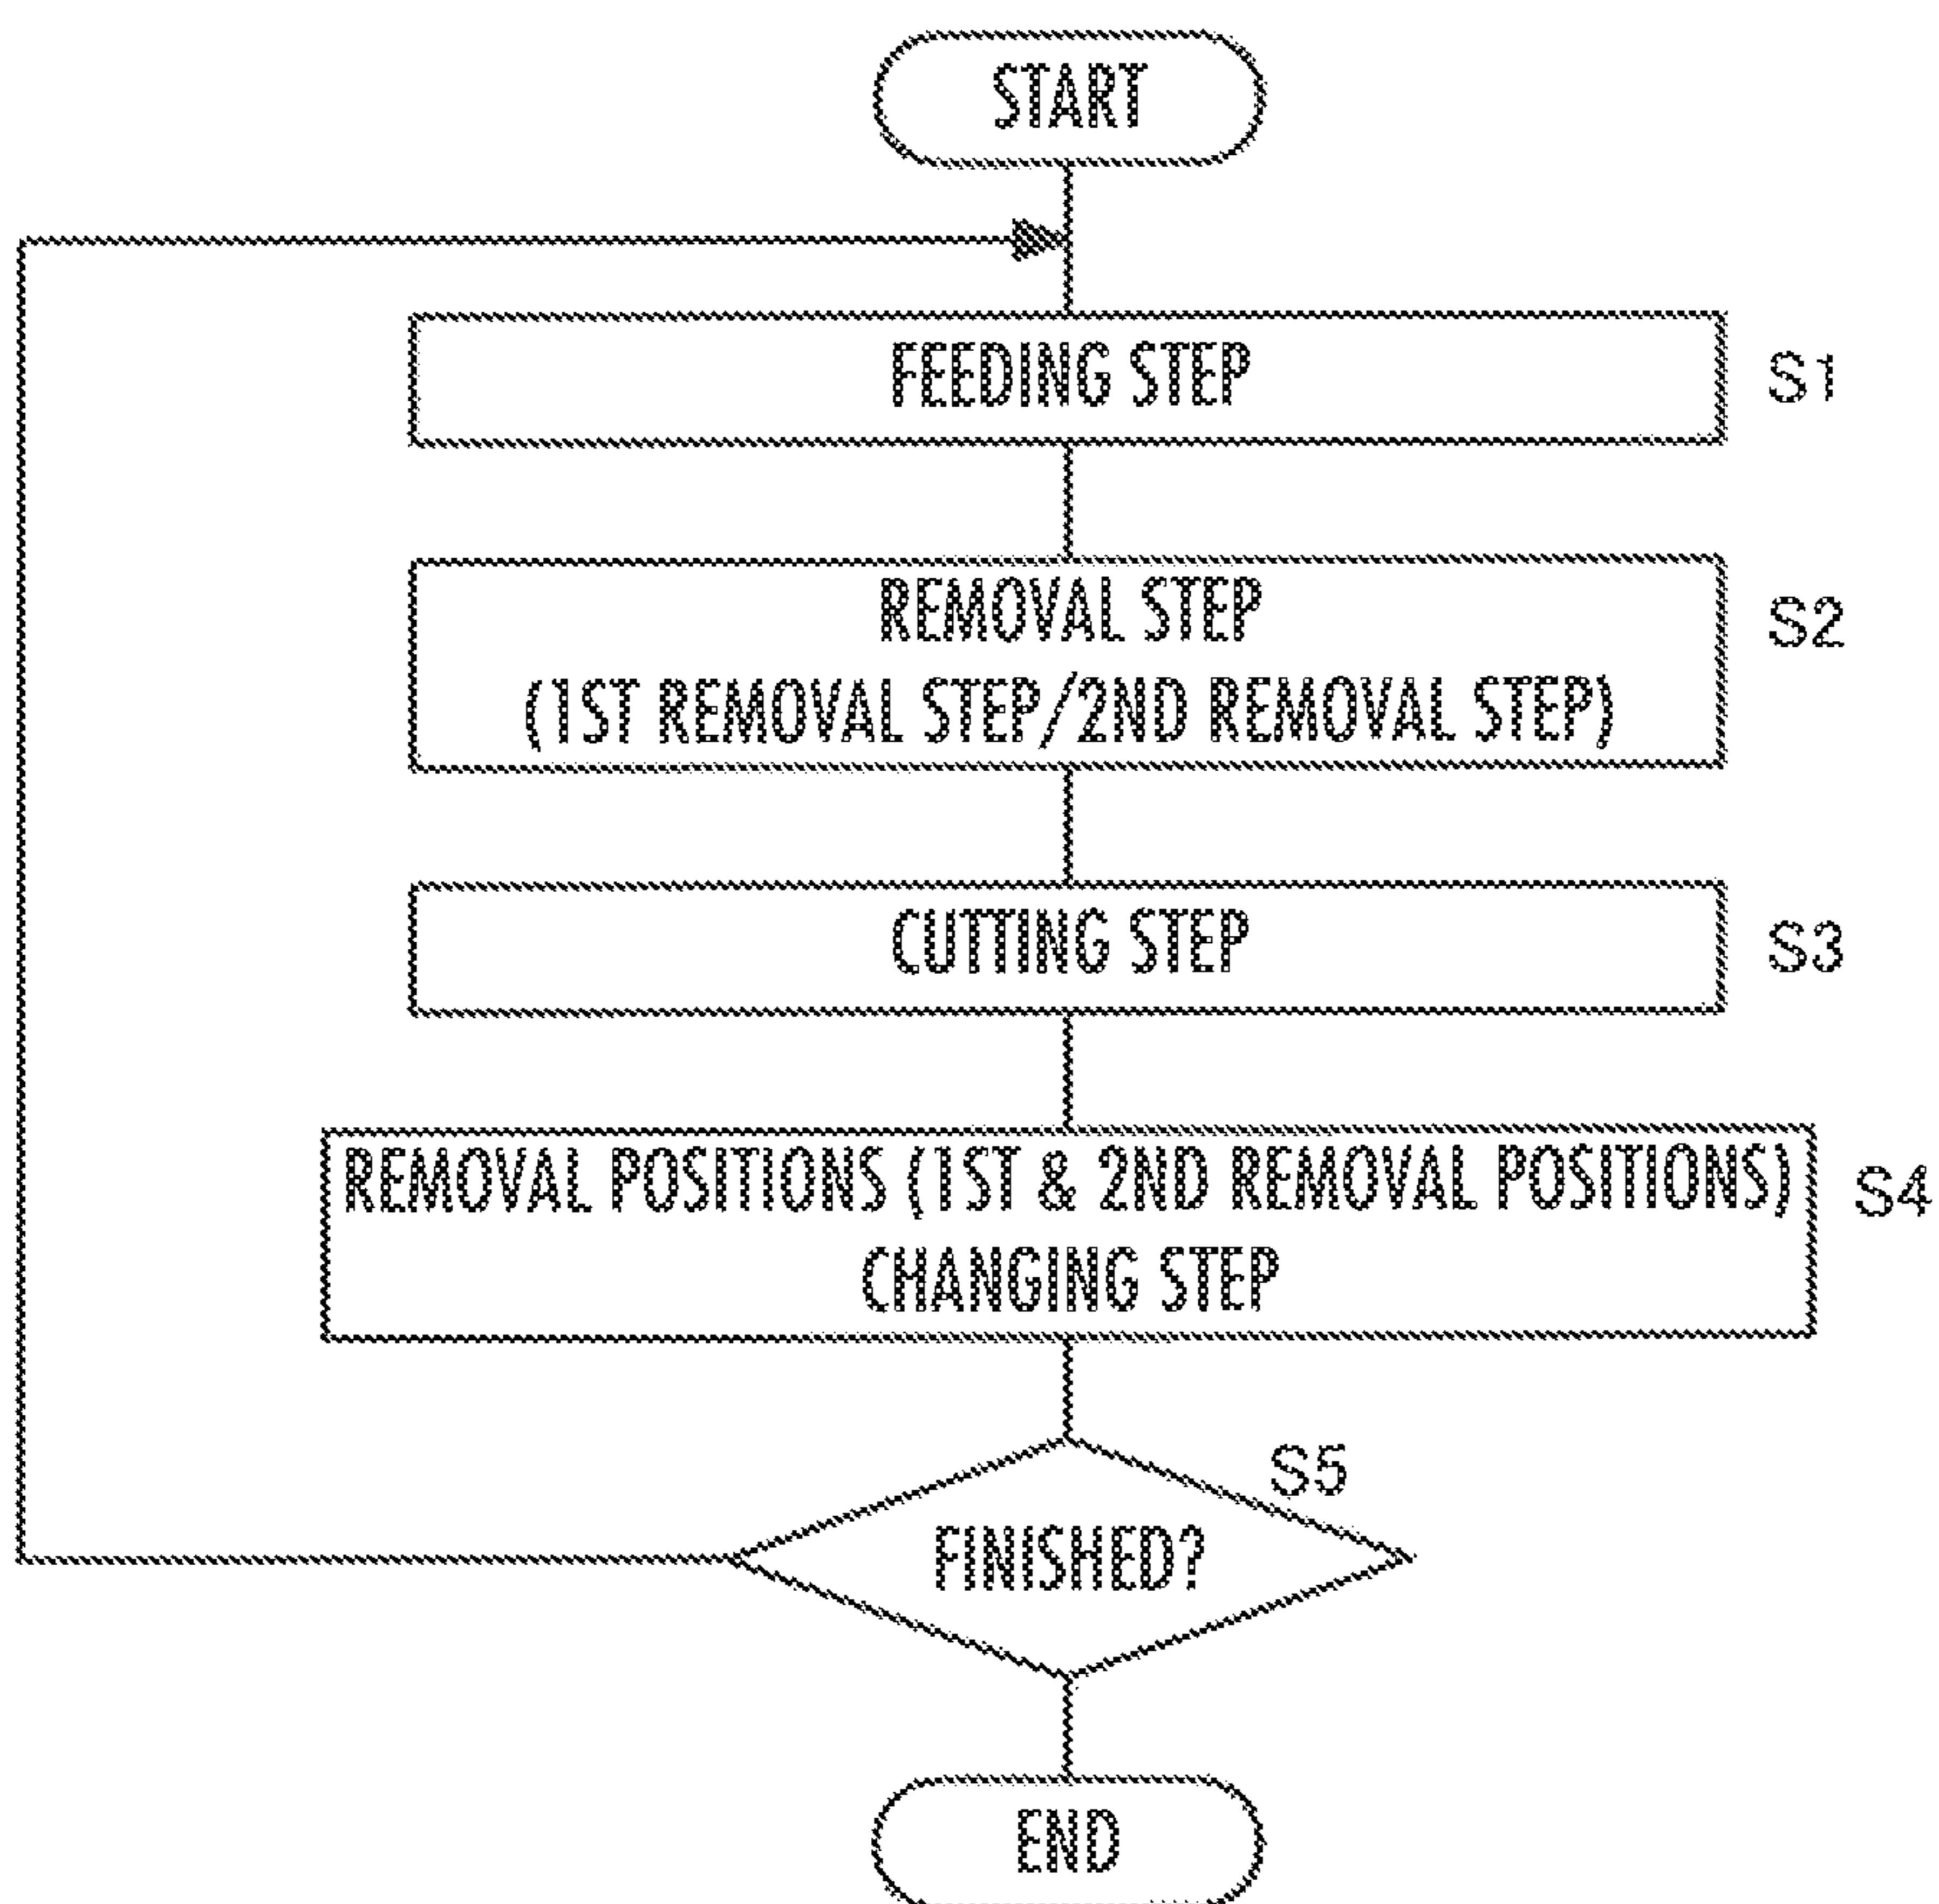 START
FEEDING STEP
S1
REMOVAL STEP
(1ST REMOVAL STEP/2ND REMOVAL STEP)
S2
CUTTING STEP
S3
REMOVAL POSITIONS (1ST & 2ND REMOVAL POSITIONS)
CHANGING STEP
S4
S5
FINISHED?
END